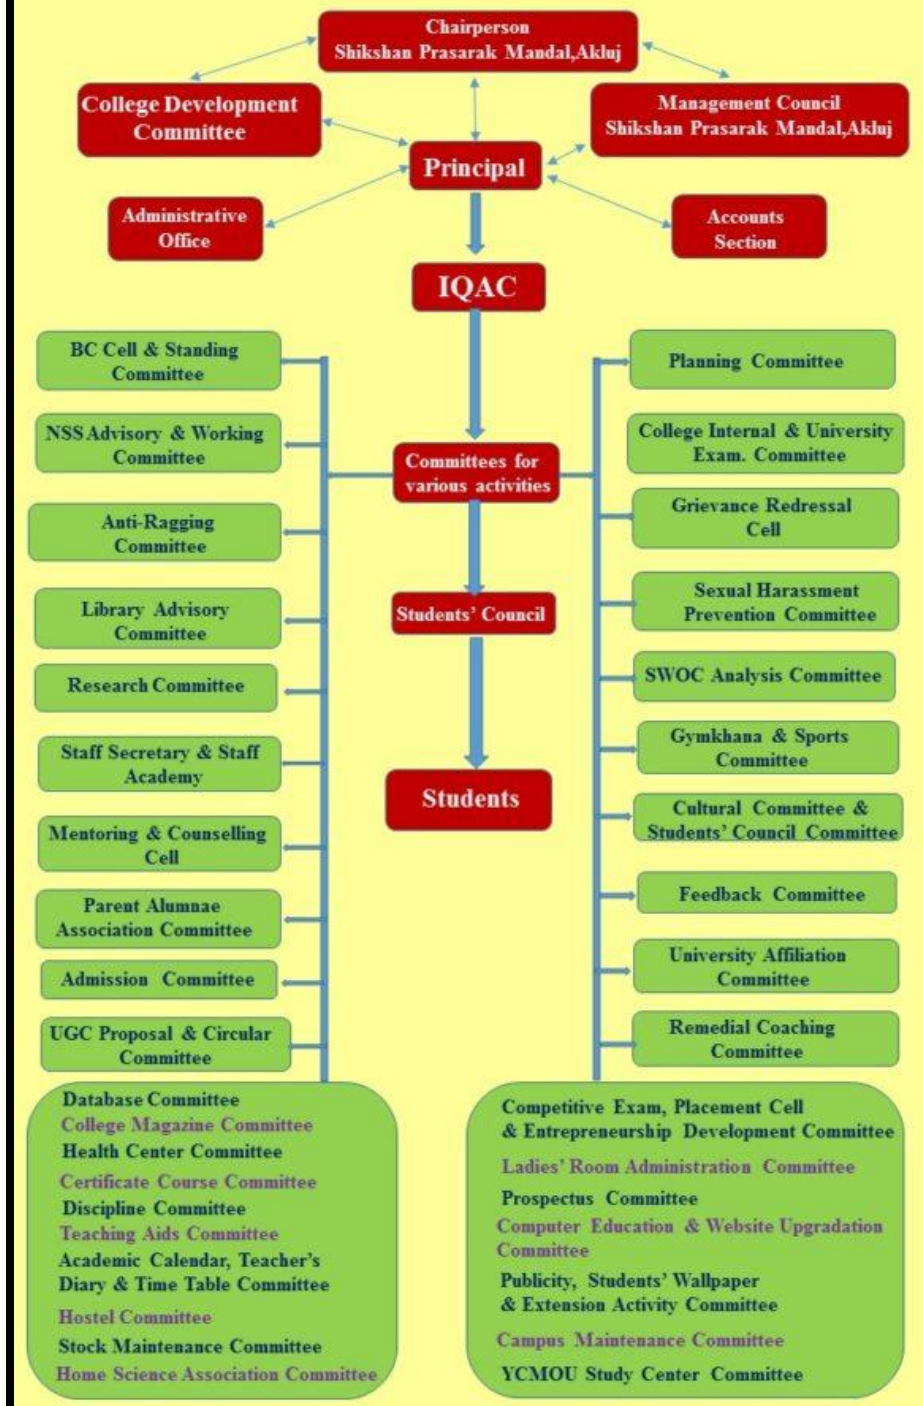 Chairperson
Shikshan Prasarak Mandal,Akluj
College Development
Committee
Management Council
Shikshan Prasarak Mandal,Akluj
Principal
Administrative
Office
Accounts
Section
IQAC
BC Cell & Standing
Committee
NSS Advisory & Working
Committee
Anti-Ragging
Committee
Library Advisory
Committee
Research Committee
Staff Secretary & Staff
Academy
Mentoring & Counselling
Cell
Parent Alumnae
Association Committee
Admission Committee
UGC Proposal & Circular
Committee
Database Committee
College Magazine Committee
Health Center Committee
Certificate Course Committee
Discipline Committee
Teaching Aids Committee
Academic Calendar, Teacher's
Diary & Time Table Committee
Hostel Committee
Stock Maintenance Committee
Home Science Association Committee
Committees for
various activities
Students' Council
Students
Planning Committee
College Internal & University
Exam. Committee
Grievance Redressal
Cell
Sexual Harassment
Prevention Committee
SWOC Analysis Committee
Gymkhana & Sports
Committee
Cultural Committee &
Students' Council Committee
Feedback Committee
University Affiliation
Committee
Remedial Coaching
Committee
Competitive Exam, Placement Cell
& Entrepreneurship Development Committee
Ladies' Room Administration Committee
Prospectus Committee
Computer Education & Website Upgradation
Committee
Publicity, Students' Wallpaper
& Extension Activity Committee
Campus Maintenance Committee
YCMOU Study Center Committee